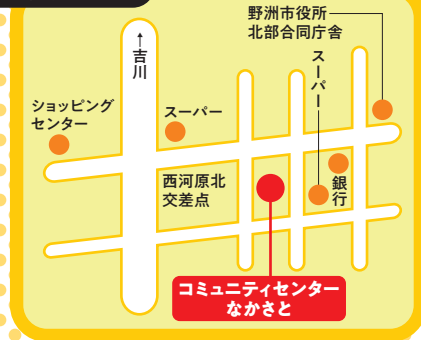 野洲市役所
北部合同庁舎
↑吉川
スーパー
ショッピング
センター
スーパー
西河原北
交差点
銀行
コミュニティセンター
なかさと